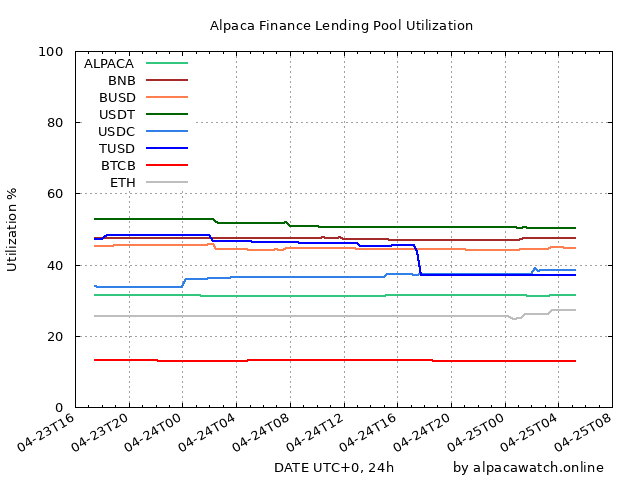 Alpaca Finance Lending Pool Utilization
100
80
60
40
20
0
Utilization %
ALPACA
BNB
BUSD
USDT
USDC
TUSD
BTCB
ETH
04-23T16
04-23T20
04-24T00
04-24T04
04-24T08
04-24T12
04-24T16
04-24T20
04-25T00
04-25T04
04-25T08
DATE UTC+0, 24h
by alpacawatch.online